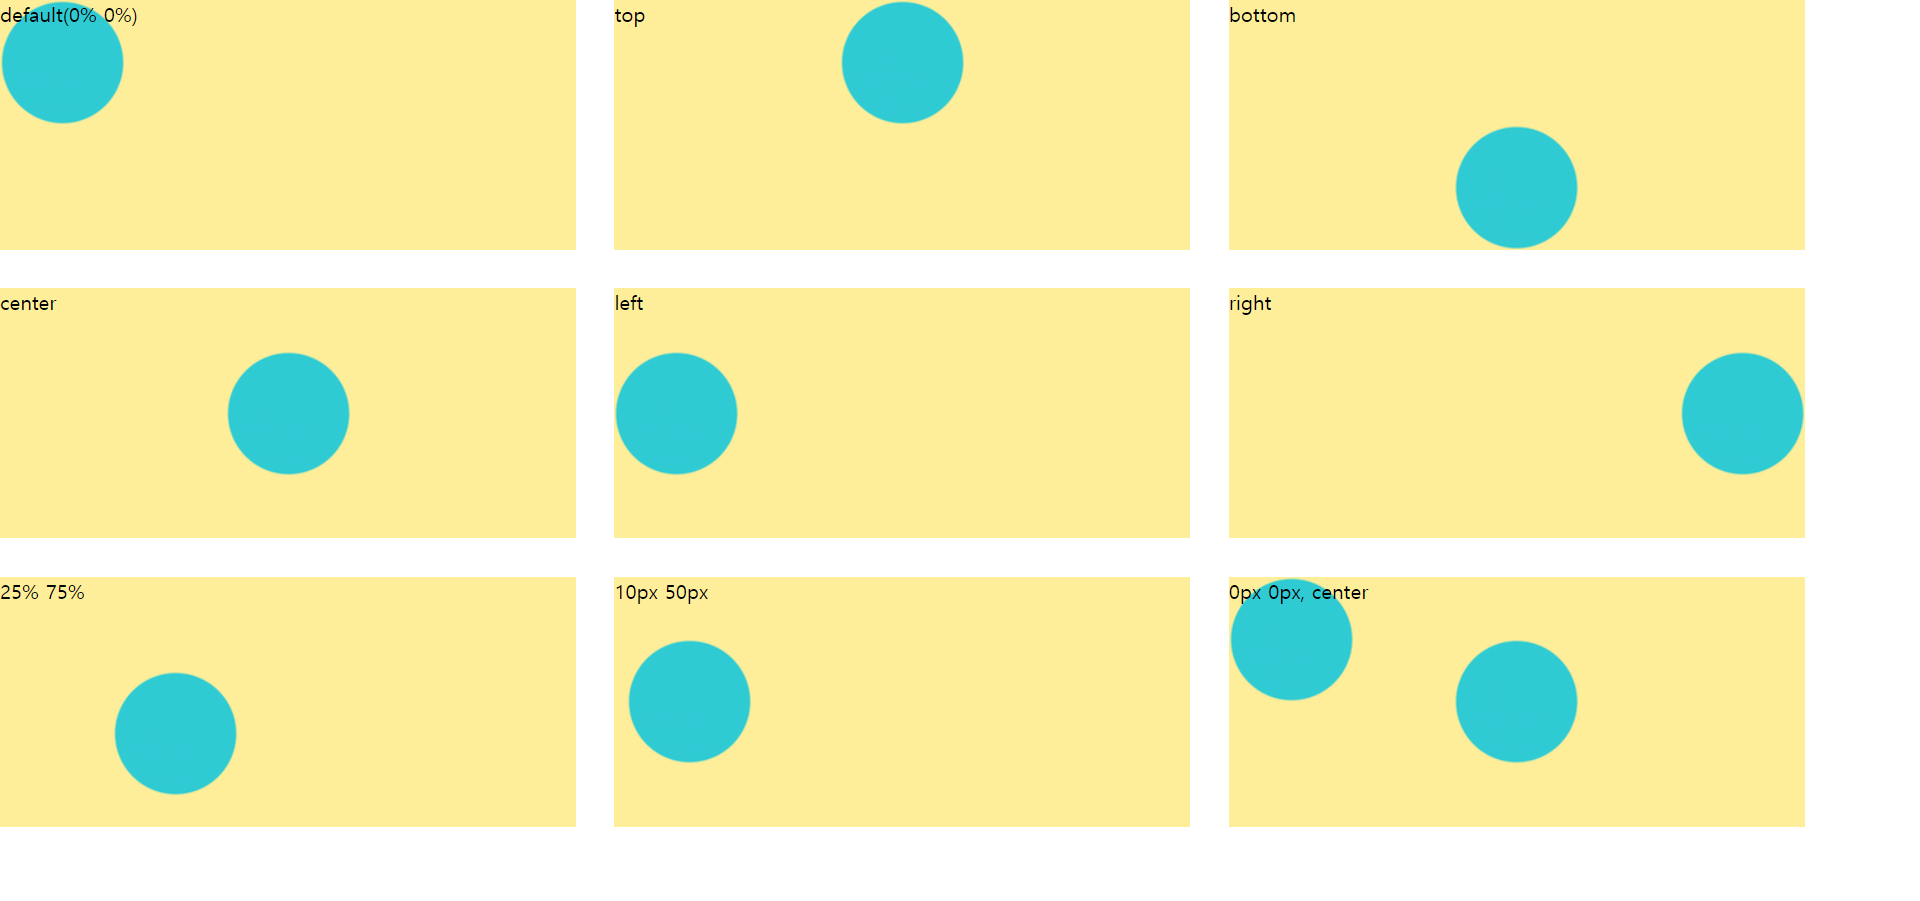 default(0% 0%)
top
bottom
center
left
right
25% 75%
10px 50px
0px 0px, center